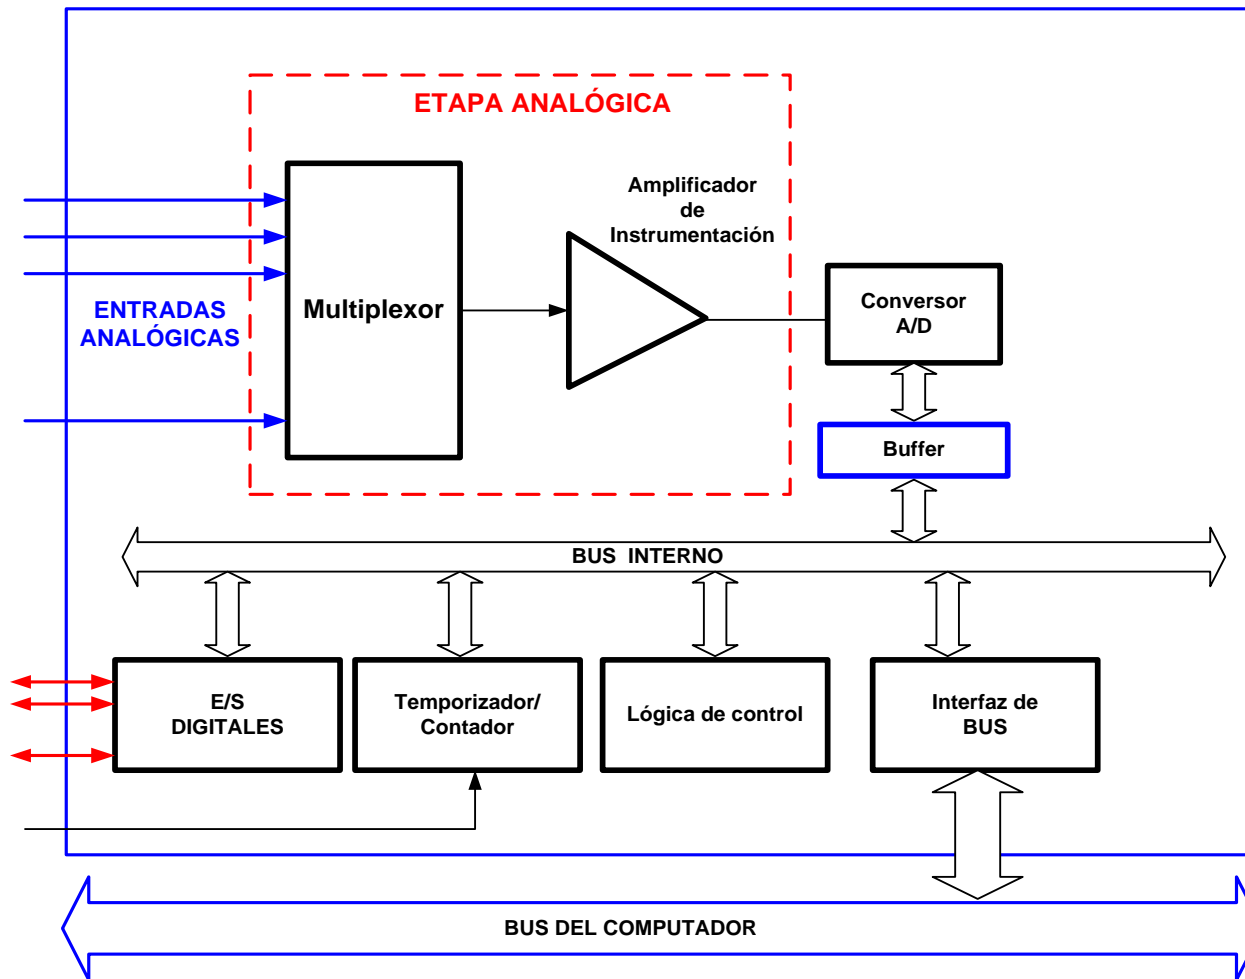 ETAPA ANALÓGICA
Amplificador
de
Instrumentación
Multiplexor
ENTRADAS
ANALÓGICAS
Conversor
A/D
Buffer
BUS INTERNO
E/S
DIGITALES
Temporizador/
Contador
Lógica de control
Interfaz de
BUS
BUS DEL COMPUTADOR